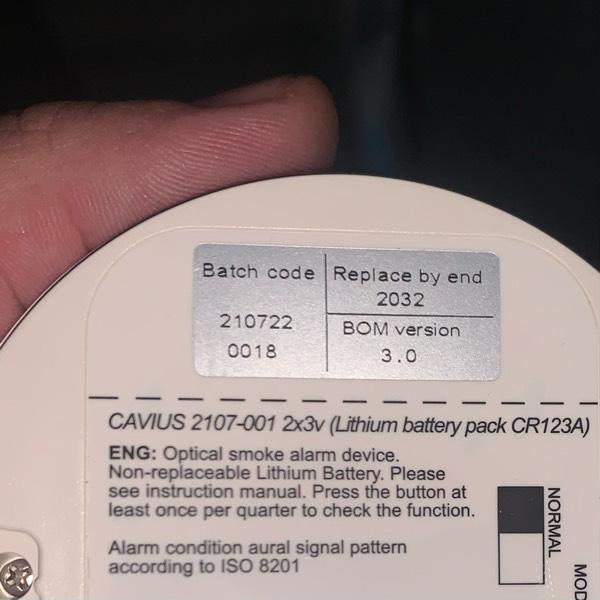 Batch code
210722
0018
Replace by end
2032
BOM version
3.0
CAVIUS 2107-001 2x3v (Lithium battery pack CR123A)
ENG: Optical smoke alarm device.
Non-replaceable Lithium Battery. Please
see instruction manual. Press the button at
least once per quarter to check the function.
Alarm condition aural signal pattern
according to ISO 8201
NORMAL
MOD